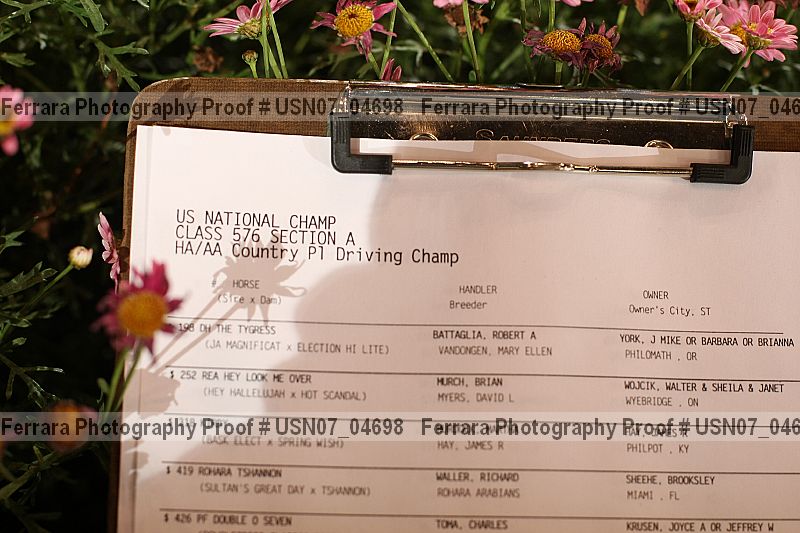 Ferrara Photography Proof # USN07_04698 Ferrara Photography Proof # USN07_046
US NATIONAL CHAMP
CLASS 576 SECTION A
HA/AA Country Pl Driving Champ
# HORSE HANDLER OWNER
(Sire x Dam) Breeder Owner's City, ST
198 DH THE TYGRESS BATTAGLIA, ROBERT A YORK, J MIKE OR BARBARA OR BRIANNA
(JA MAGNIFICAT x ELECTION HI LITE) VANDONGEN, MARY ELLEN PHILOMATH , OR
$ 252 REA HEY LOOK ME OVER MURCH, BRIAN WOJCIK, WALTER & SHEILA & JANET
(HEY HALLELUJAH x HOT SCANDAL) MYERS, DAVID L WYEBRIDGE , ON
Ferrara Photography Proof # USN07_04698 Ferrara Photography Proof # USN07_046
(BASK ELECT x SPRING WISH) HAY, JAMES R PHILPOT , KY
$ 419 ROHARA TSHANNON WALLER, RICHARD SHEEHE, BROOKSLEY
(SULTAN'S GREAT DAY x TSHANNON) ROHARA ARABIANS MIAMI , FL
$ 426 PF DOUBLE O SEVEN TOMA, CHARLES KRUSEN, JOYCE A OR JEFFREY W